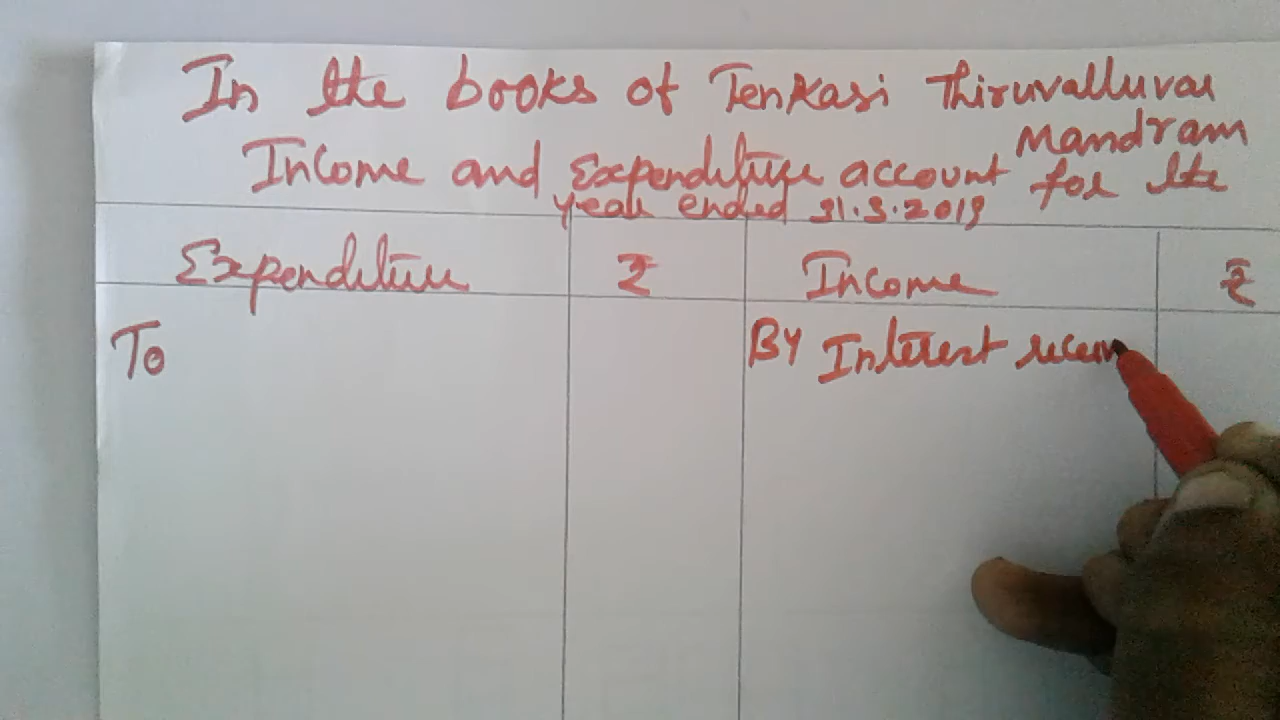 In the books of Tenkasi Thiruvalluvar
Mandram
Income and Expenditure account for the
year ended 31.3.2019
Expenditure ₹ Income ₹
To By Interest receiv